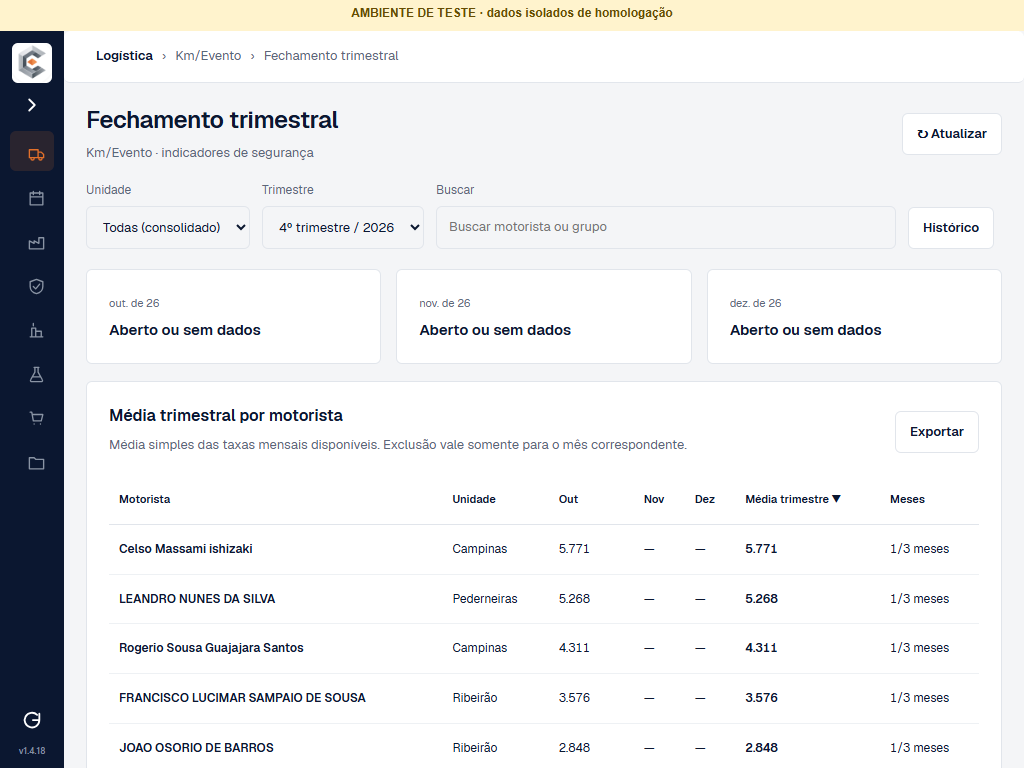 AMBIENTE DE TESTE · dados isolados de homologação
Logística › Km/Evento › Fechamento trimestral
Fechamento trimestral
Km/Evento · indicadores de segurança
↻ Atualizar
Unidade Trimestre Buscar
Todas (consolidado) 4º trimestre / 2026 Buscar motorista ou grupo Histórico
out. de 26 nov. de 26 dez. de 26
Aberto ou sem dados Aberto ou sem dados Aberto ou sem dados
Média trimestral por motorista
Média simples das taxas mensais disponíveis. Exclusão vale somente para o mês correspondente.
Exportar
Motorista Unidade Out Nov Dez Média trimestre ▼ Meses
Celso Massami ishizaki Campinas 5.771 — — 5.771 1/3 meses
LEANDRO NUNES DA SILVA Pederneiras 5.268 — — 5.268 1/3 meses
Rogerio Sousa Guajajara Santos Campinas 4.311 — — 4.311 1/3 meses
FRANCISCO LUCIMAR SAMPAIO DE SOUSA Ribeirão 3.576 — — 3.576 1/3 meses
JOAO OSORIO DE BARROS Ribeirão 2.848 — — 2.848 1/3 meses
v1.4.18